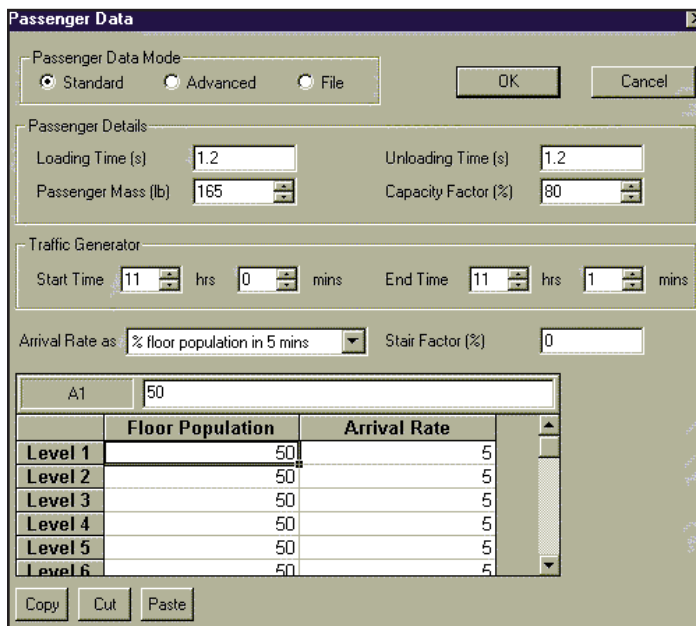 Passenger Data
Passenger Data Mode
Standard Advanced File OK Cancel
Passenger Details
Loading Time (s) 1.2 Unloading Time (s) 1.2
Passenger Mass (lb) 165 Capacity Factor (%) 80
Traffic Generator
Start Time 11 hrs 0 mins End Time 11 hrs 1 mins
Arrival Rate as % floor population in 5 mins Stair Factor (%) 0
A1 50
Floor Population Arrival Rate
Level 1 50 5
Level 2 50 5
Level 3 50 5
Level 4 50 5
Level 5 50 5
Level 6 50 5
Copy Cut Paste